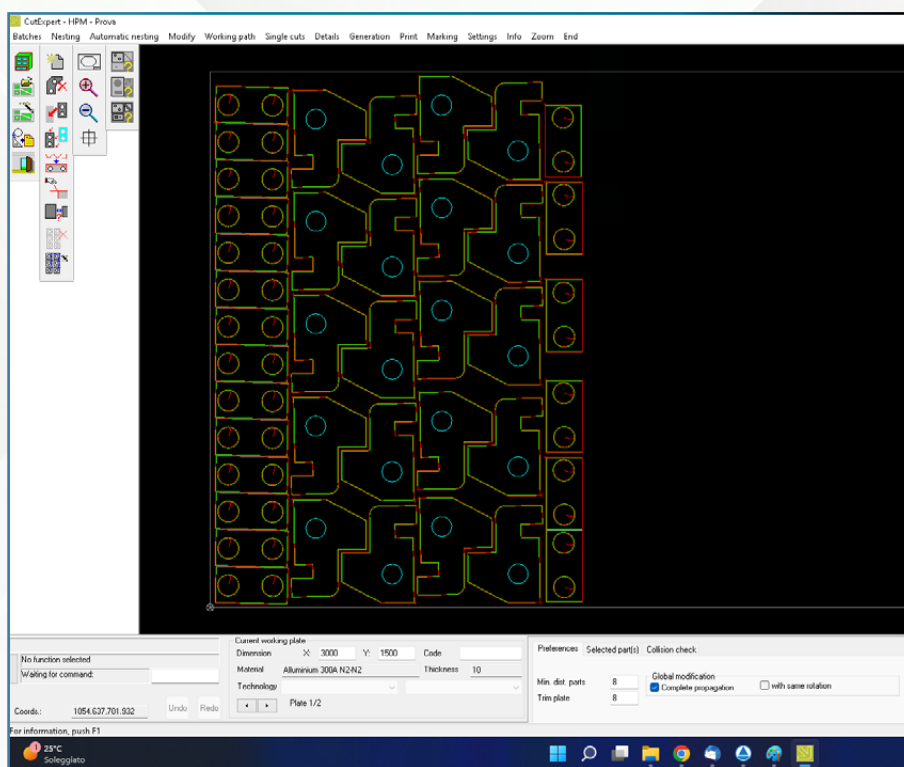 CutExpert - HPM - Prova
Batches Nesting Automatic nesting Modify Working path Single cuts Details Generation Print Marking Settings Info Zoom End
No function selected
Waiting for command:
Coords.: 1054.637,701.932 Undo Redo
Current working plate
Dimension X: 3000 Y: 1500 Code
Material Alluminium 300A N2-N2 Thickness 10
Technology
Plate 1/2
Preferences Selected part(s) Collision check
Min. dist. parts 8
Trim plate 8
Global modification
Complete propagation with same rotation
For information, push F1
1
25°C
Soleggiato